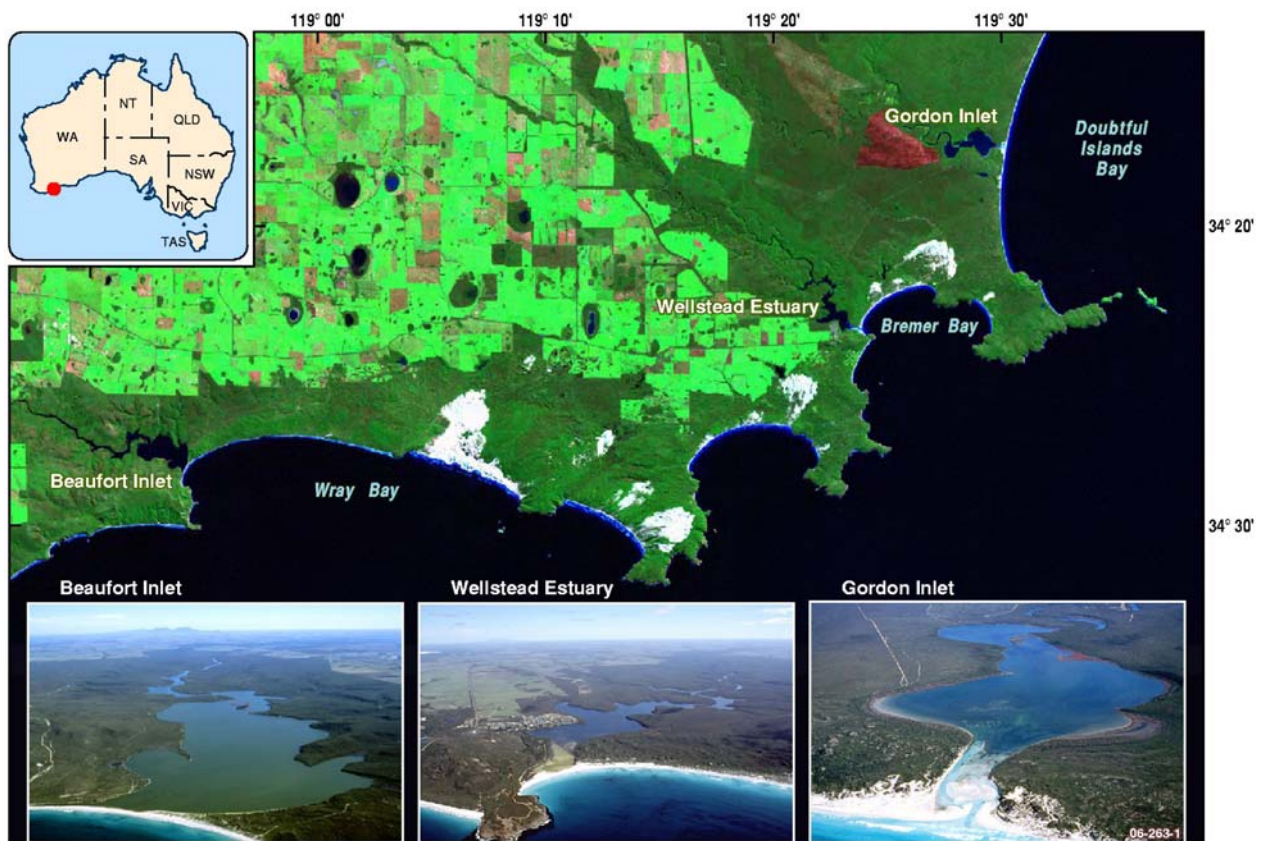 119° 00'
119° 10'
119° 20'
119° 30'
NT
QLD
WA
SA
NSW
VIC
TAS
Gordon Inlet
Doubtful
Islands
Bay
34° 20'
Wellstead Estuary
Bremer Bay
Beaufort Inlet
Wray Bay
34° 30'
Beaufort Inlet
Wellstead Estuary
Gordon Inlet
06-263-1